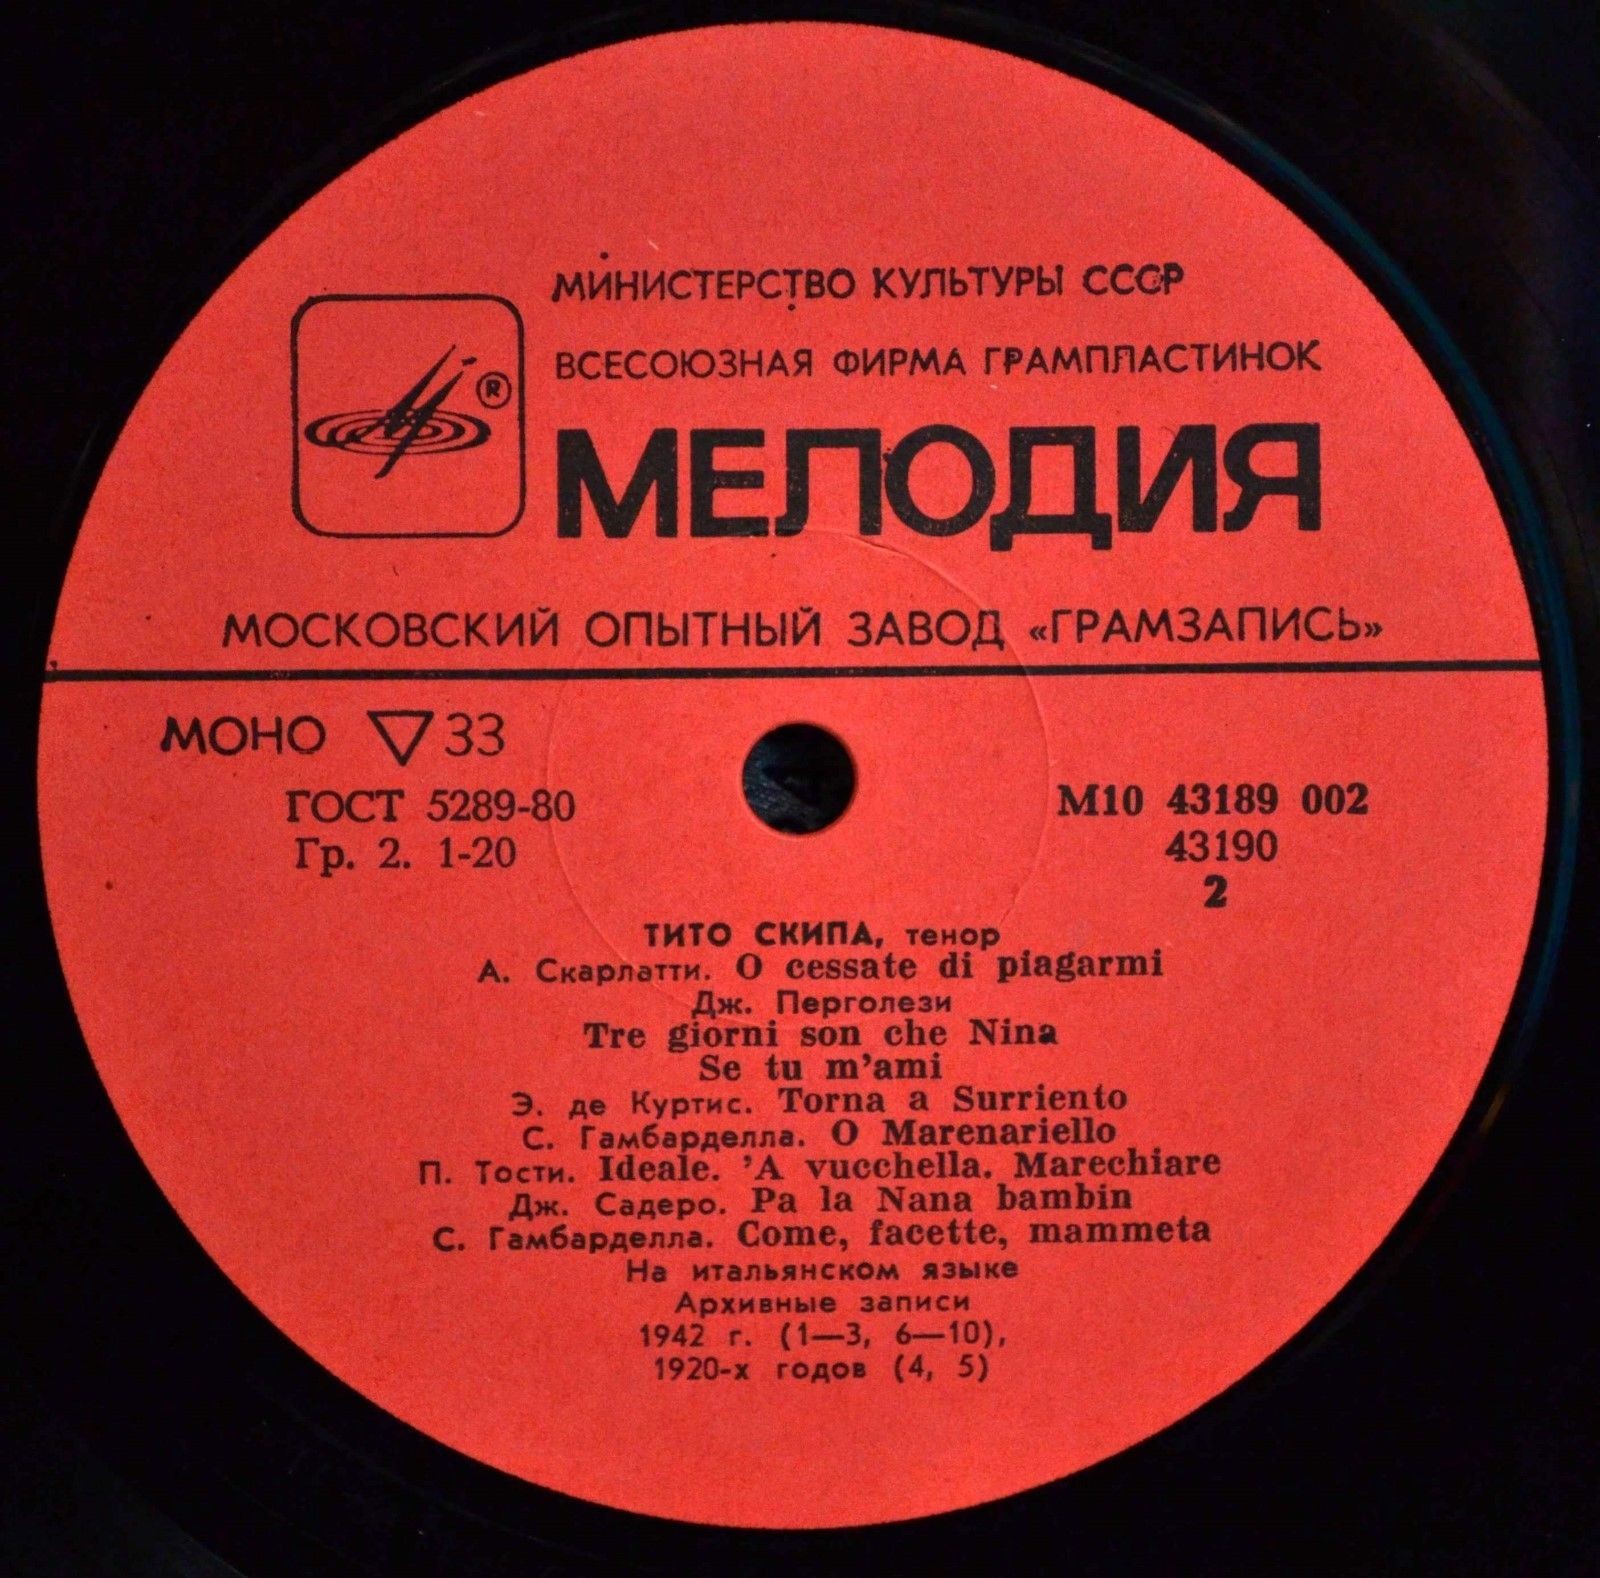 МИНИСТЕРСТВО КУЛЬТУРЫ СССР
ВСЕСОЮЗНАЯ ФИРМА ГРАМПЛАСТИНОК
®
МЕЛОДИЯ
МОСКОВСКИЙ ОПЫТНЫЙ ЗАВОД «ГРАМЗАПИСЬ»
МОНО ▽ 33
ГОСТ 5289-80
Гр. 2. 1-20
М10 43189 002
43190
2
ТИТО СКИПА, тенор
А. Скарлатти. O cessate di piagarmi
Дж. Перголези
Tre giorni son che Nina
Se tu m’ami
Э. де Куртис. Torna a Surriento
С. Гамбарделла. O Marenariello
П. Тости. Ideale. ’A vucchella. Marechiare
Дж. Садеро. Pa la Nana bambin
С. Гамбарделла. Come, facette, mammeta
На итальянском языке
Архивные записи
1942 г. (1—3, 6—10),
1920-х годов (4, 5)